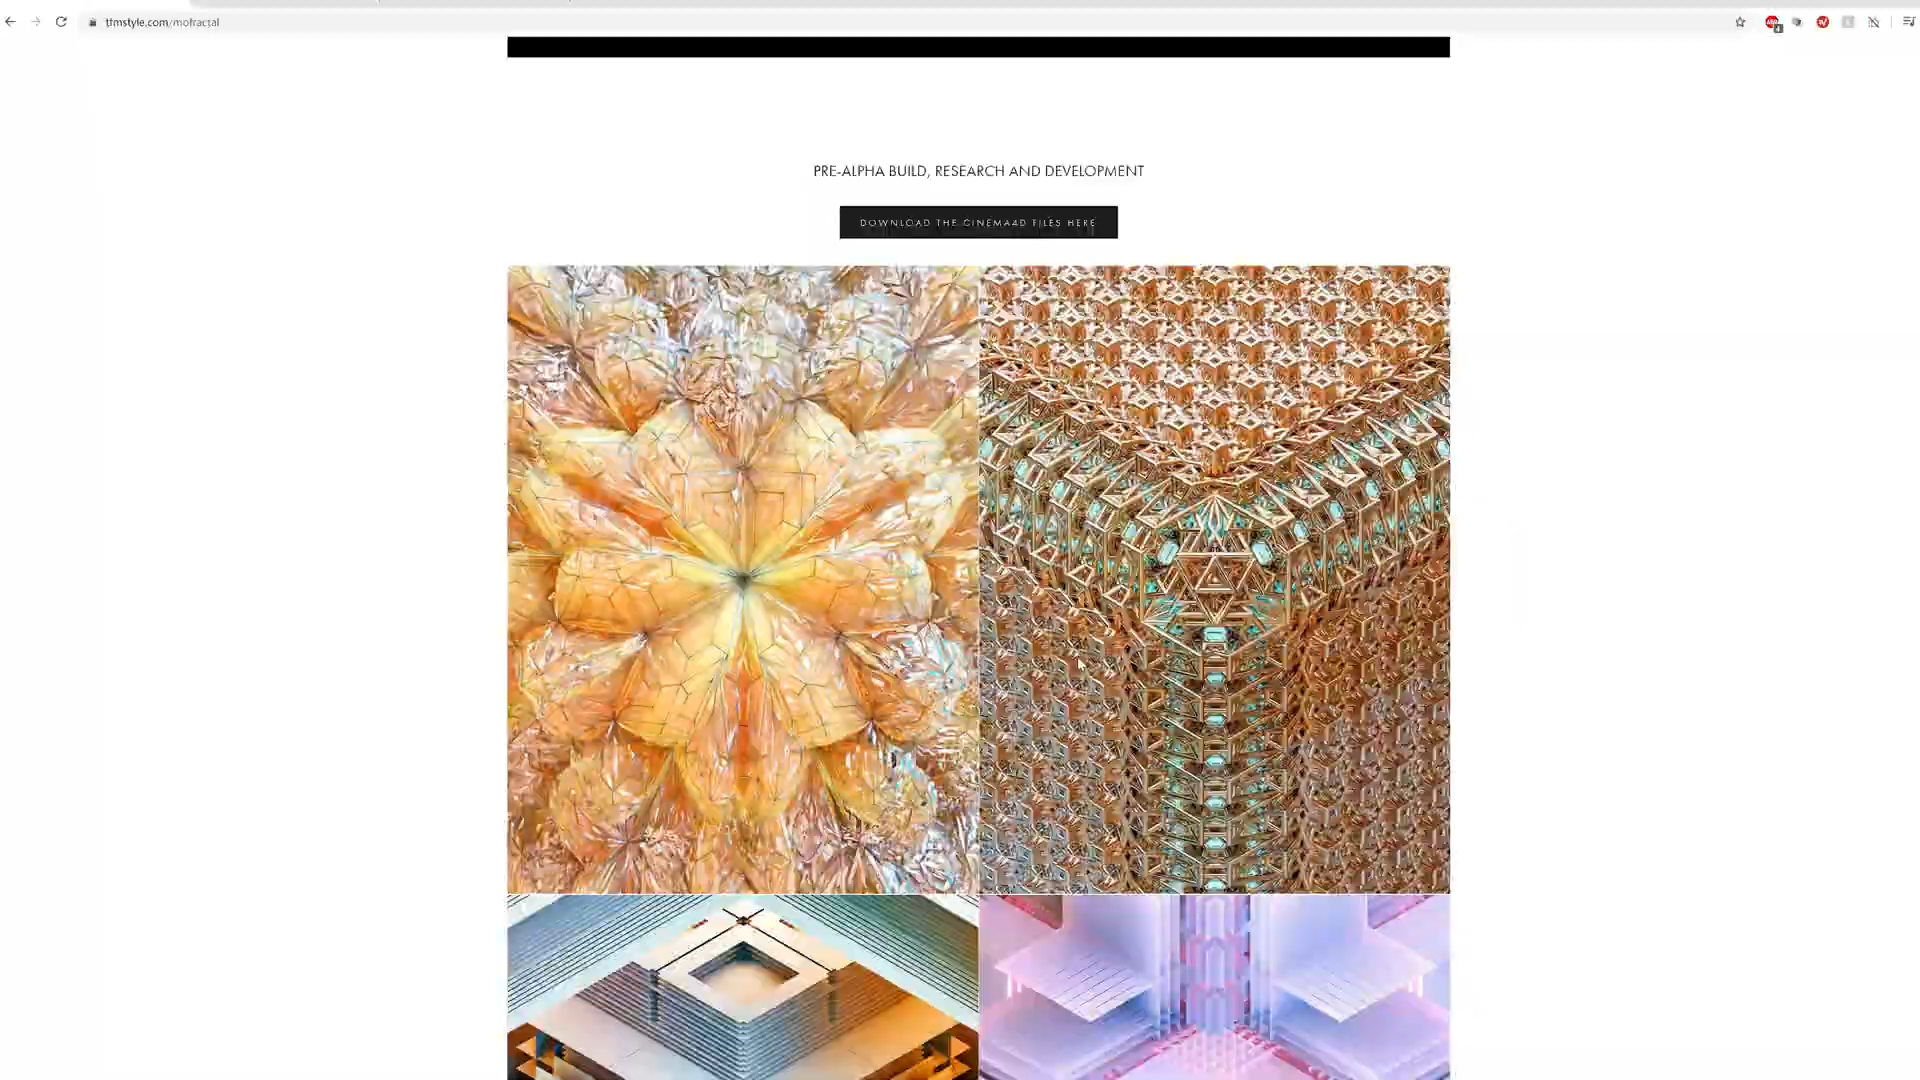 tfmstyle.com/mofractal
PRE-ALPHA BUILD, RESEARCH AND DEVELOPMENT
DOWNLOAD THE CINEMA4D FILES HERE